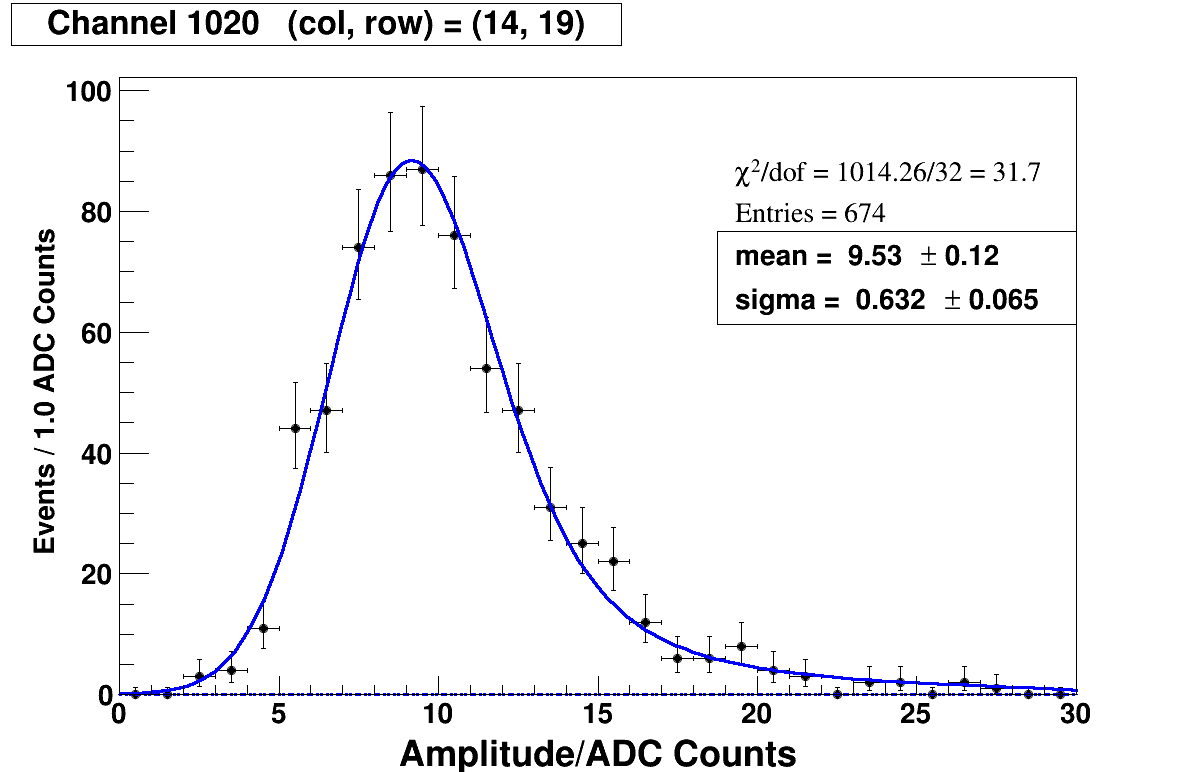 Channel 1020 (col, row) = (14, 19)
100
80
60
40
20
0
Events / 1.0 ADC Counts
χ²/dof = 1014.26/32 = 31.7
Entries = 674
mean = 9.53 ± 0.12
sigma = 0.632 ± 0.065
0 5 10 15 20 25 30
Amplitude/ADC Counts